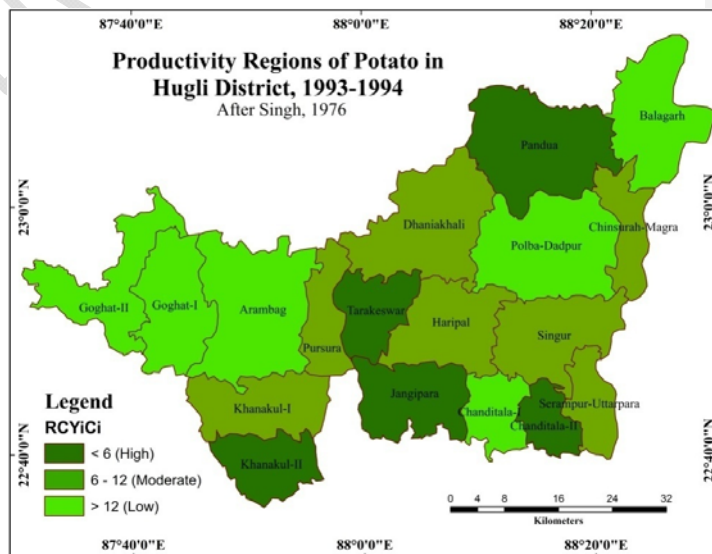 87°40'0"E 88°0'0"E 88°20'0"E
Productivity Regions of Potato in
Hugli District, 1993-1994
After Singh, 1976
Balagarh
Pandua
23°0'0"N
23°0'0"N
Dhaniakhali
Chinsurah-Magra
Polba-Dadpur
Goghat-II
Goghat-I
Arambag
Tarakeswar
Haripal
Singur
Pursura
Legend
RCYiCi
< 6 (High)
6 - 12 (Moderate)
> 12 (Low)
Khanakul-I
Jangipara
Chanditala-I
Serampur-Uttarpara
Chanditala-II
Khanakul-II
22°40'0"N
22°40'0"N
0 4 8 16 24 32
Kilometers
87°40'0"E 88°0'0"E 88°20'0"E